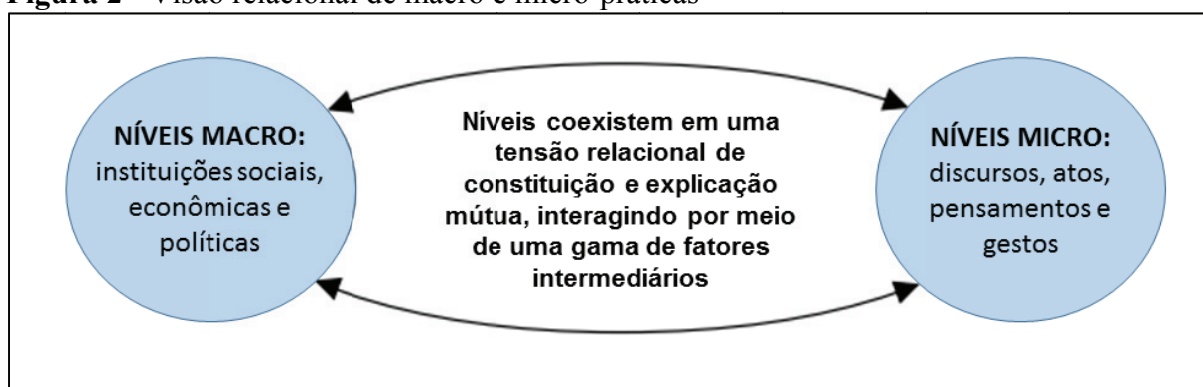 Figura 2 - Visão relacional de macro e micro práticas
NÍVEIS MACRO:
instituições sociais,
econômicas e
políticas
Níveis coexistem em uma
tensão relacional de
constituição e explicação
mútua, interagindo por meio
de uma gama de fatores
intermediários
NÍVEIS MICRO:
discursos, atos,
pensamentos e
gestos